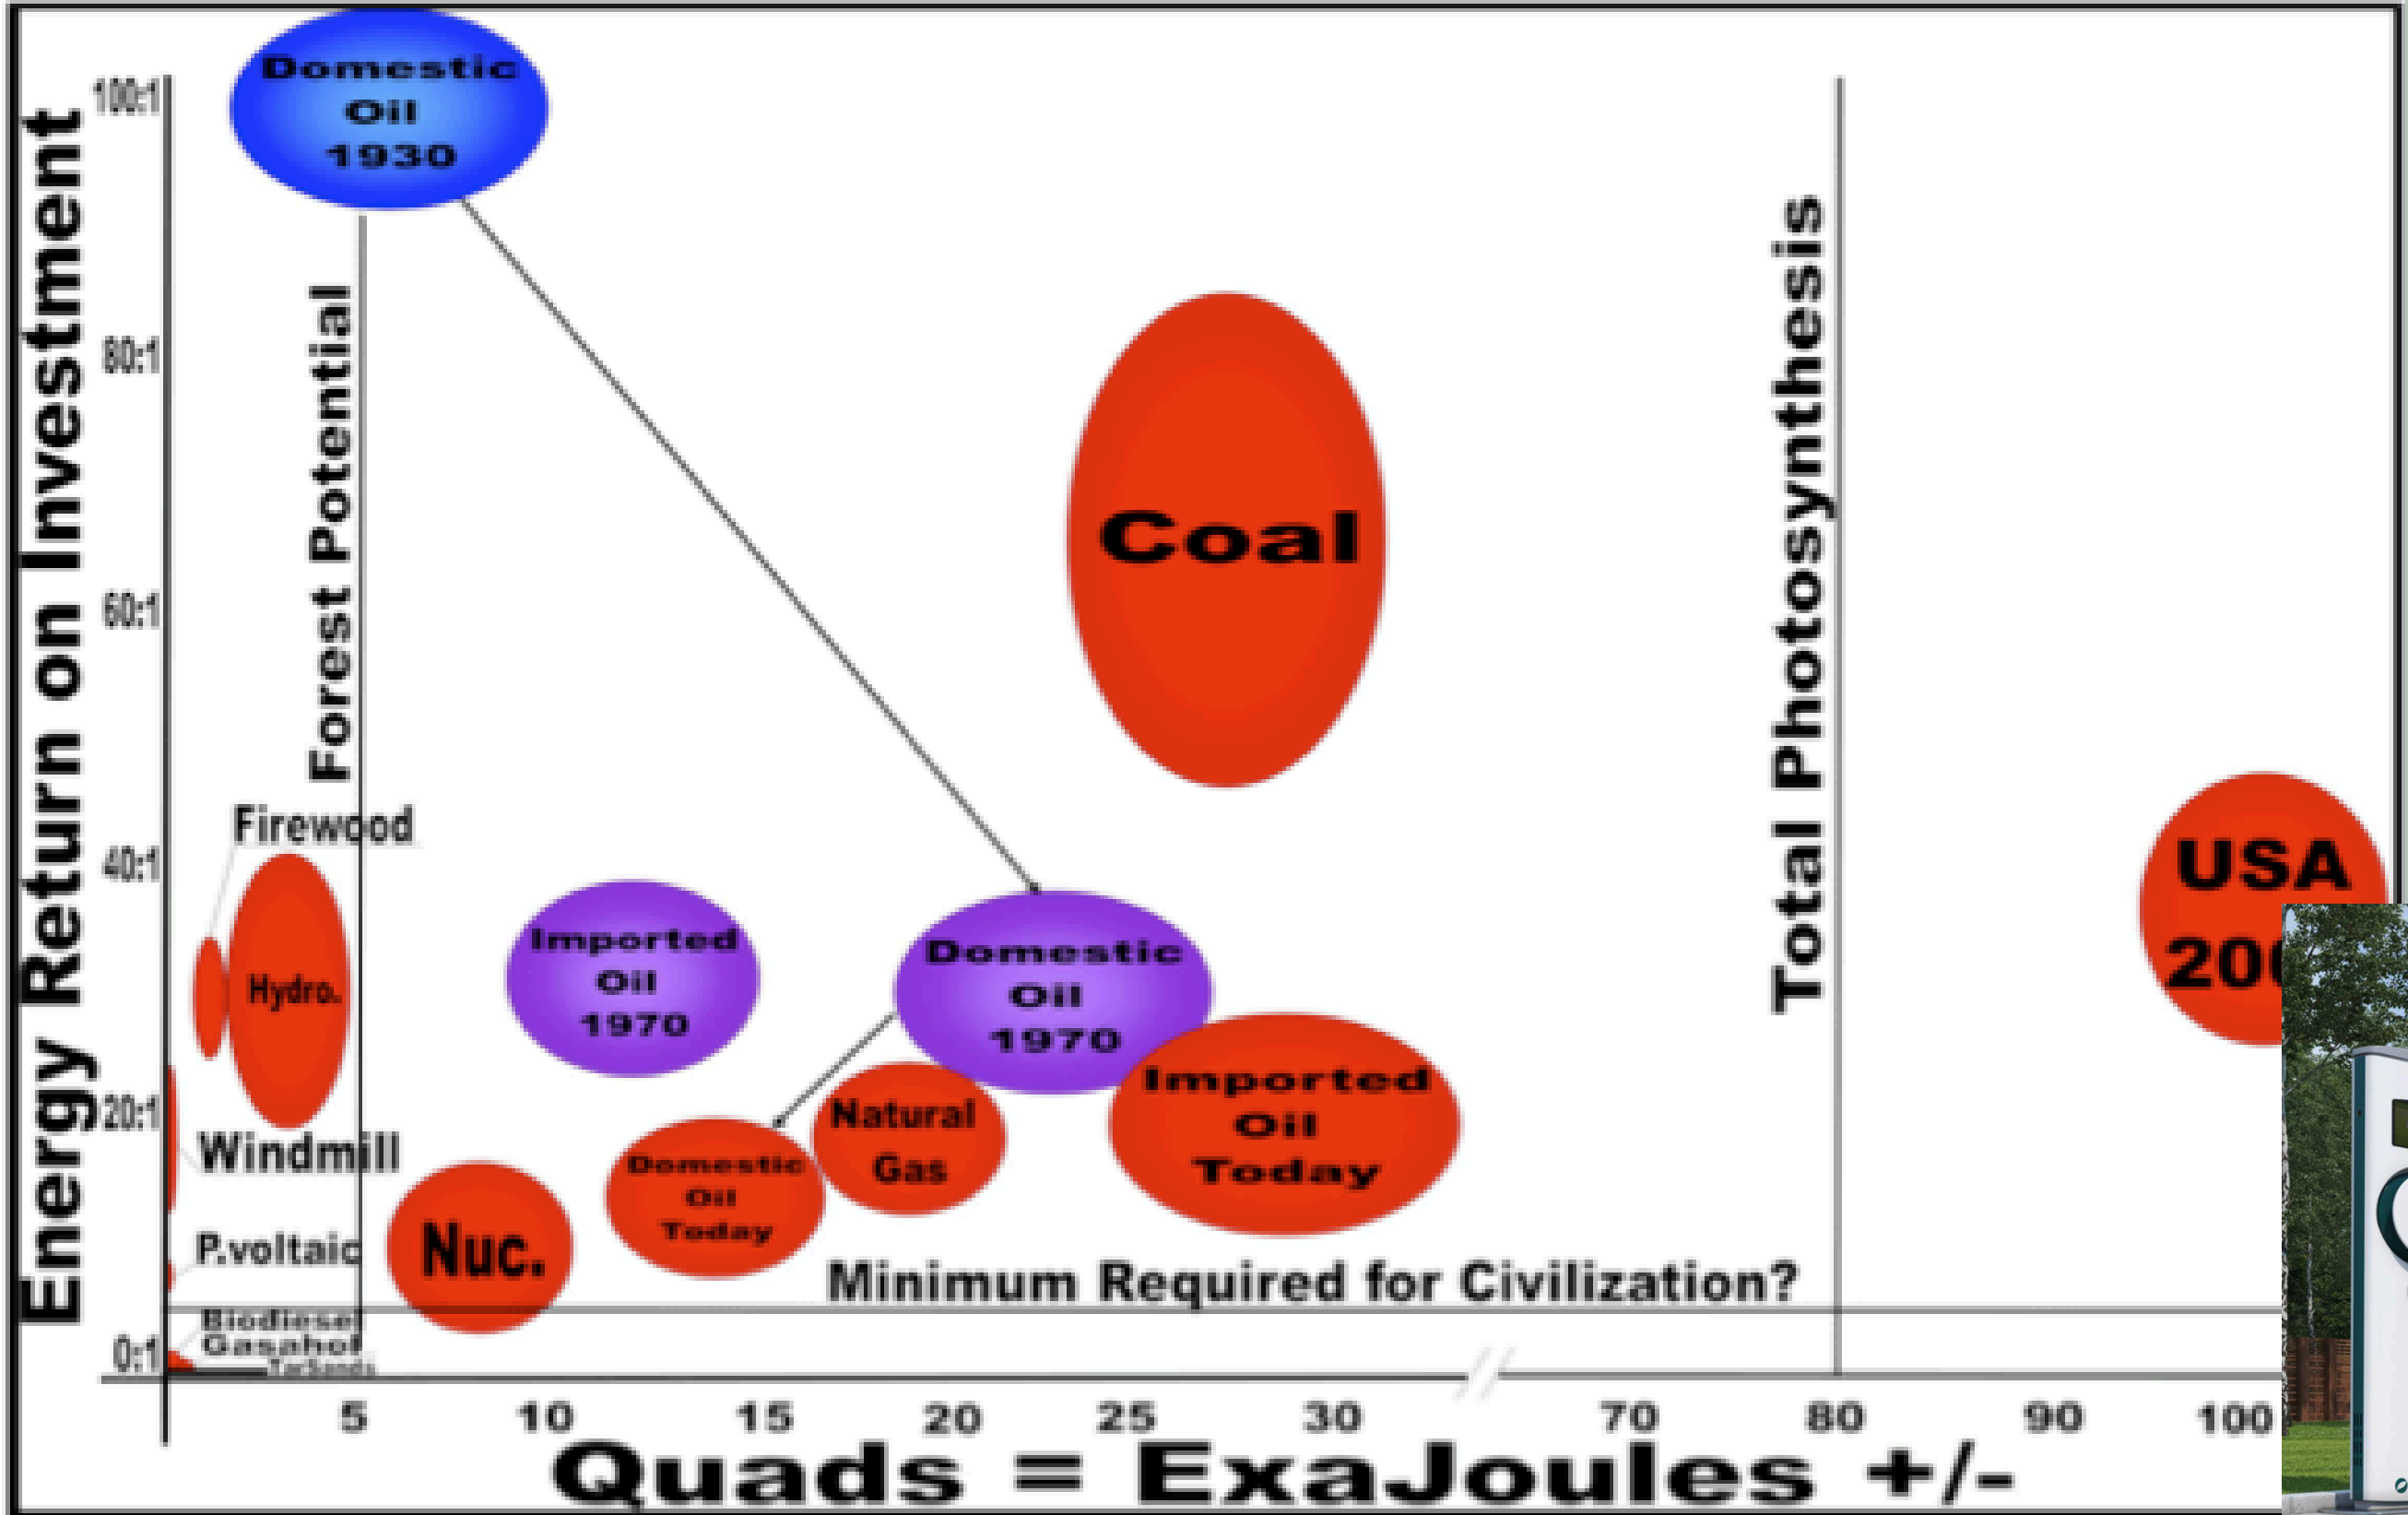 Energy Return on Investment
100:1
80:1
60:1
40:1
20:1
0:1
Domestic
Oil
1930
Forest Potential
Coal
Total Photosynthesis
Firewood
Hydro.
Imported
Oil
1970
Domestic
Oil
1970
USA
Imported
Oil
Today
Natural
Gas
Windmill
Domestic
Oil
Today
Nuc.
P.voltaic
Minimum Required for Civilization?
Biodiesel
Gasahol
TarSands
5 10 15 20 25 30 70 80 90 100
Quads = ExaJoules +/-